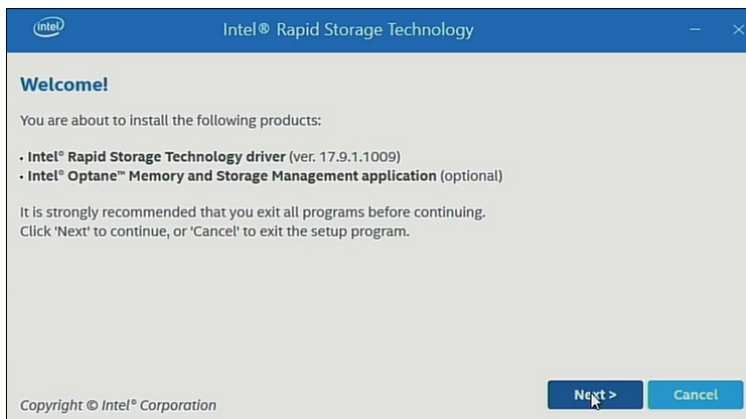 intel
Intel® Rapid Storage Technology
Welcome!
You are about to install the following products:
• Intel® Rapid Storage Technology driver (ver. 17.9.1.1009)
• Intel® Optane™ Memory and Storage Management application (optional)
It is strongly recommended that you exit all programs before continuing.
Click 'Next' to continue, or 'Cancel' to exit the setup program.
Next >
Cancel
Copyright © Intel® Corporation